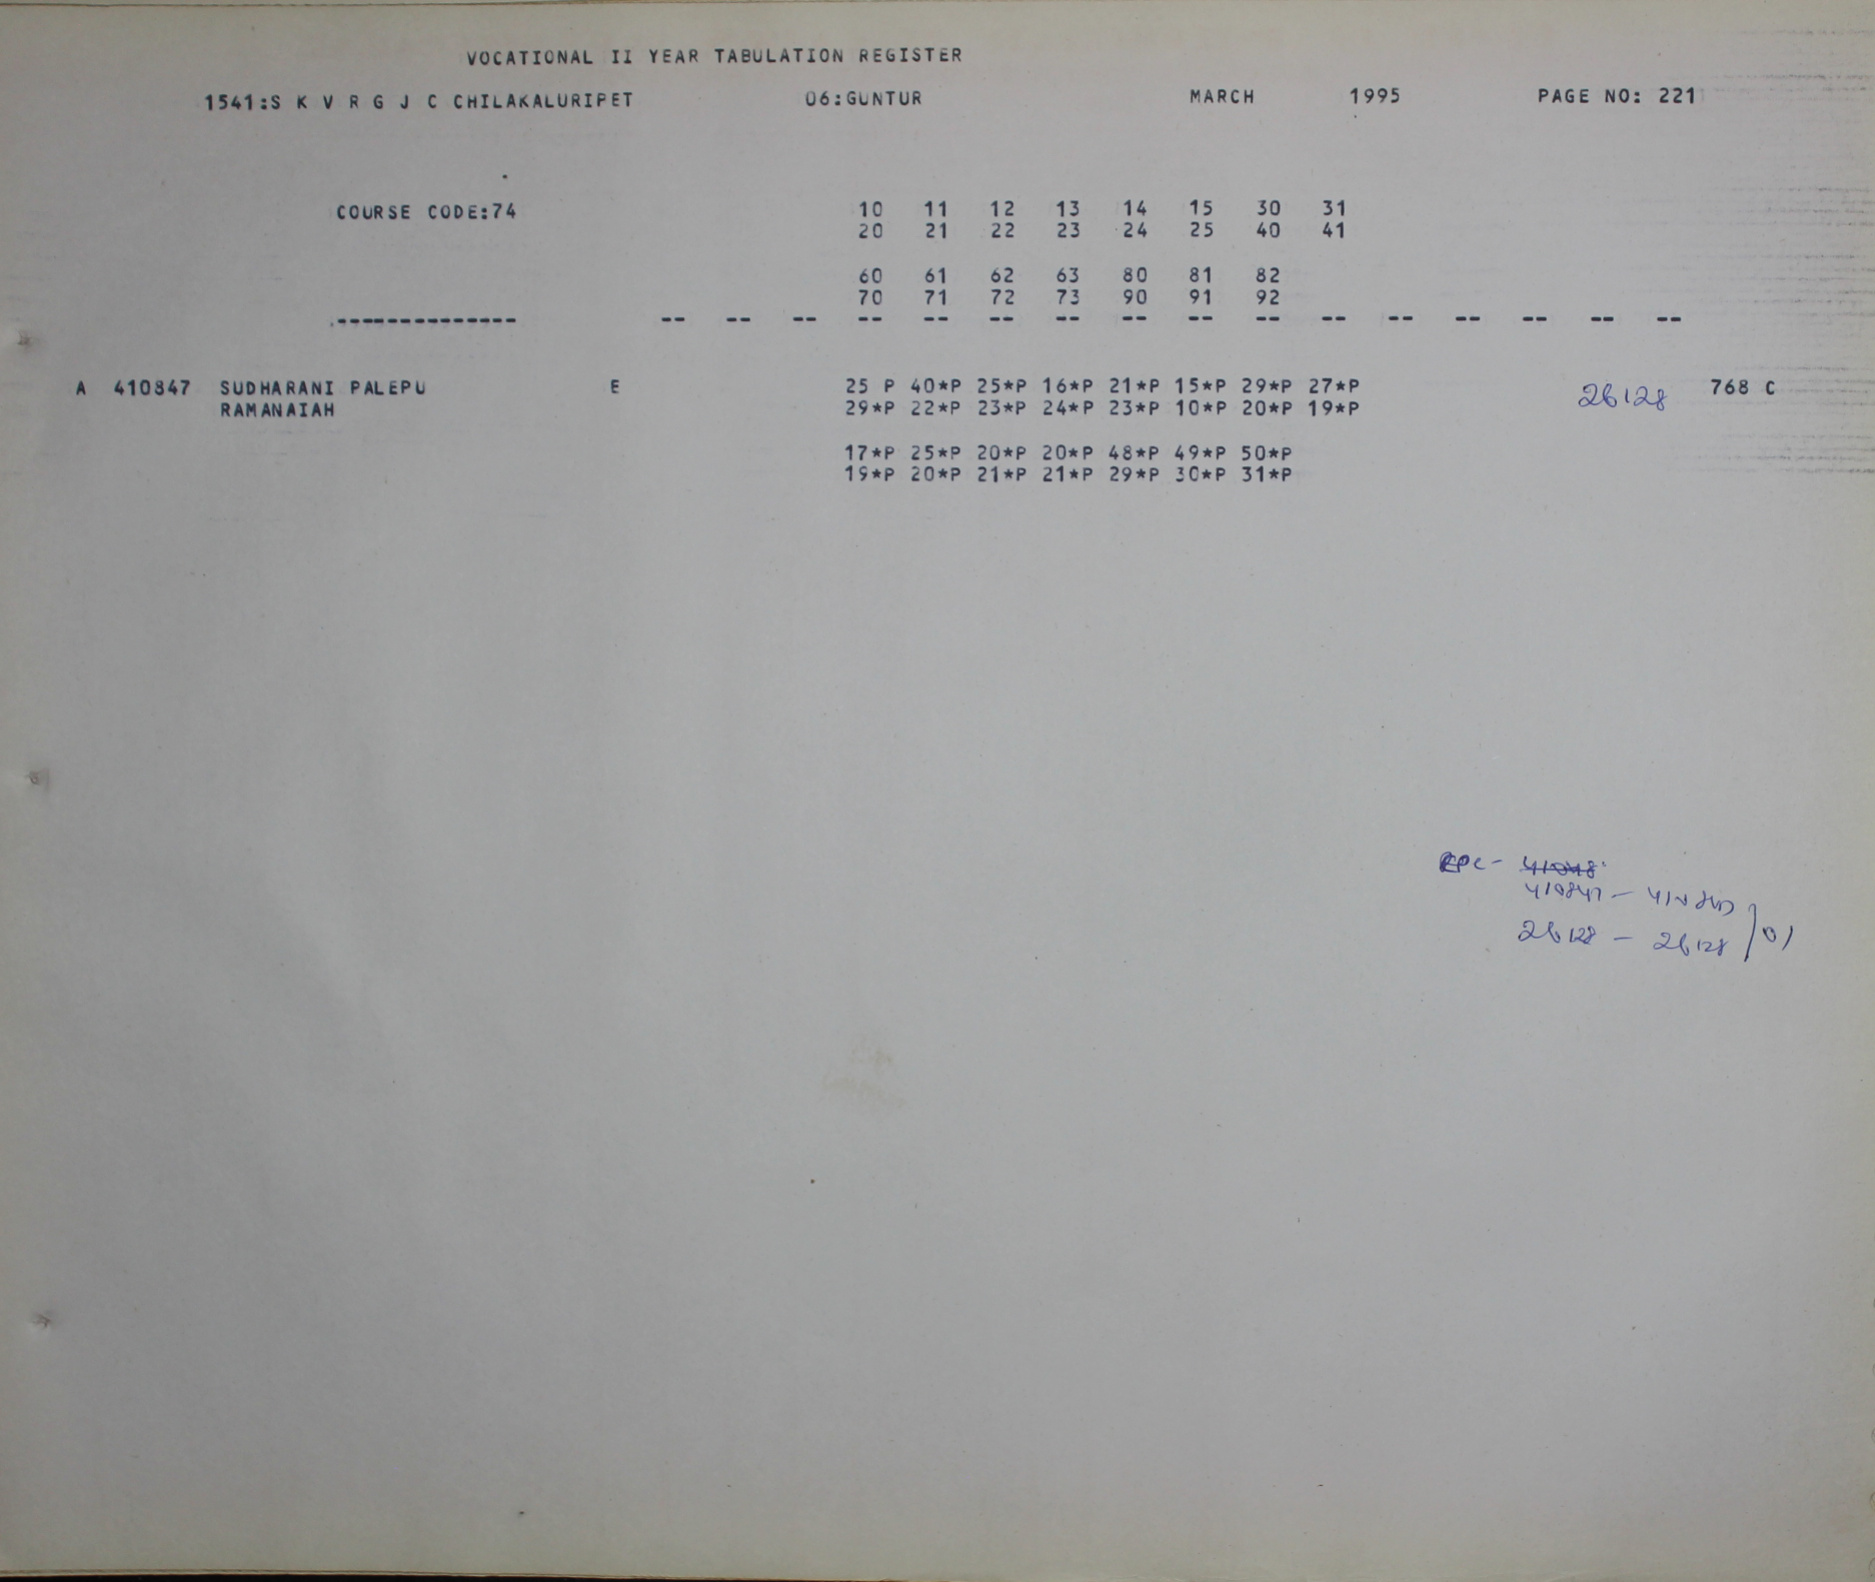 VOCATIONAL II YEAR TABULATION REGISTER
1541:S K V R G J C CHILAKALURIPET 06:GUNTUR MARCH 1995 PAGE NO: 221
COURSE CODE:74 10 11 12 13 14 15 30 31
20 21 22 23 24 25 40 41
60 61 62 63 80 81 82
70 71 72 73 90 91 92
-------------- -- -- -- -- -- -- -- -- -- -- -- -- -- -- -- --
A 410847 SUDHARANI PALEPU E 25 P 40*P 25*P 16*P 21*P 15*P 29*P 27*P 26128 768 C
RAMANAIAH 29*P 22*P 23*P 24*P 23*P 10*P 20*P 19*P
17*P 25*P 20*P 20*P 48*P 49*P 50*P
19*P 20*P 21*P 21*P 29*P 30*P 31*P
410847 - 410847
26128 - 26128 /01